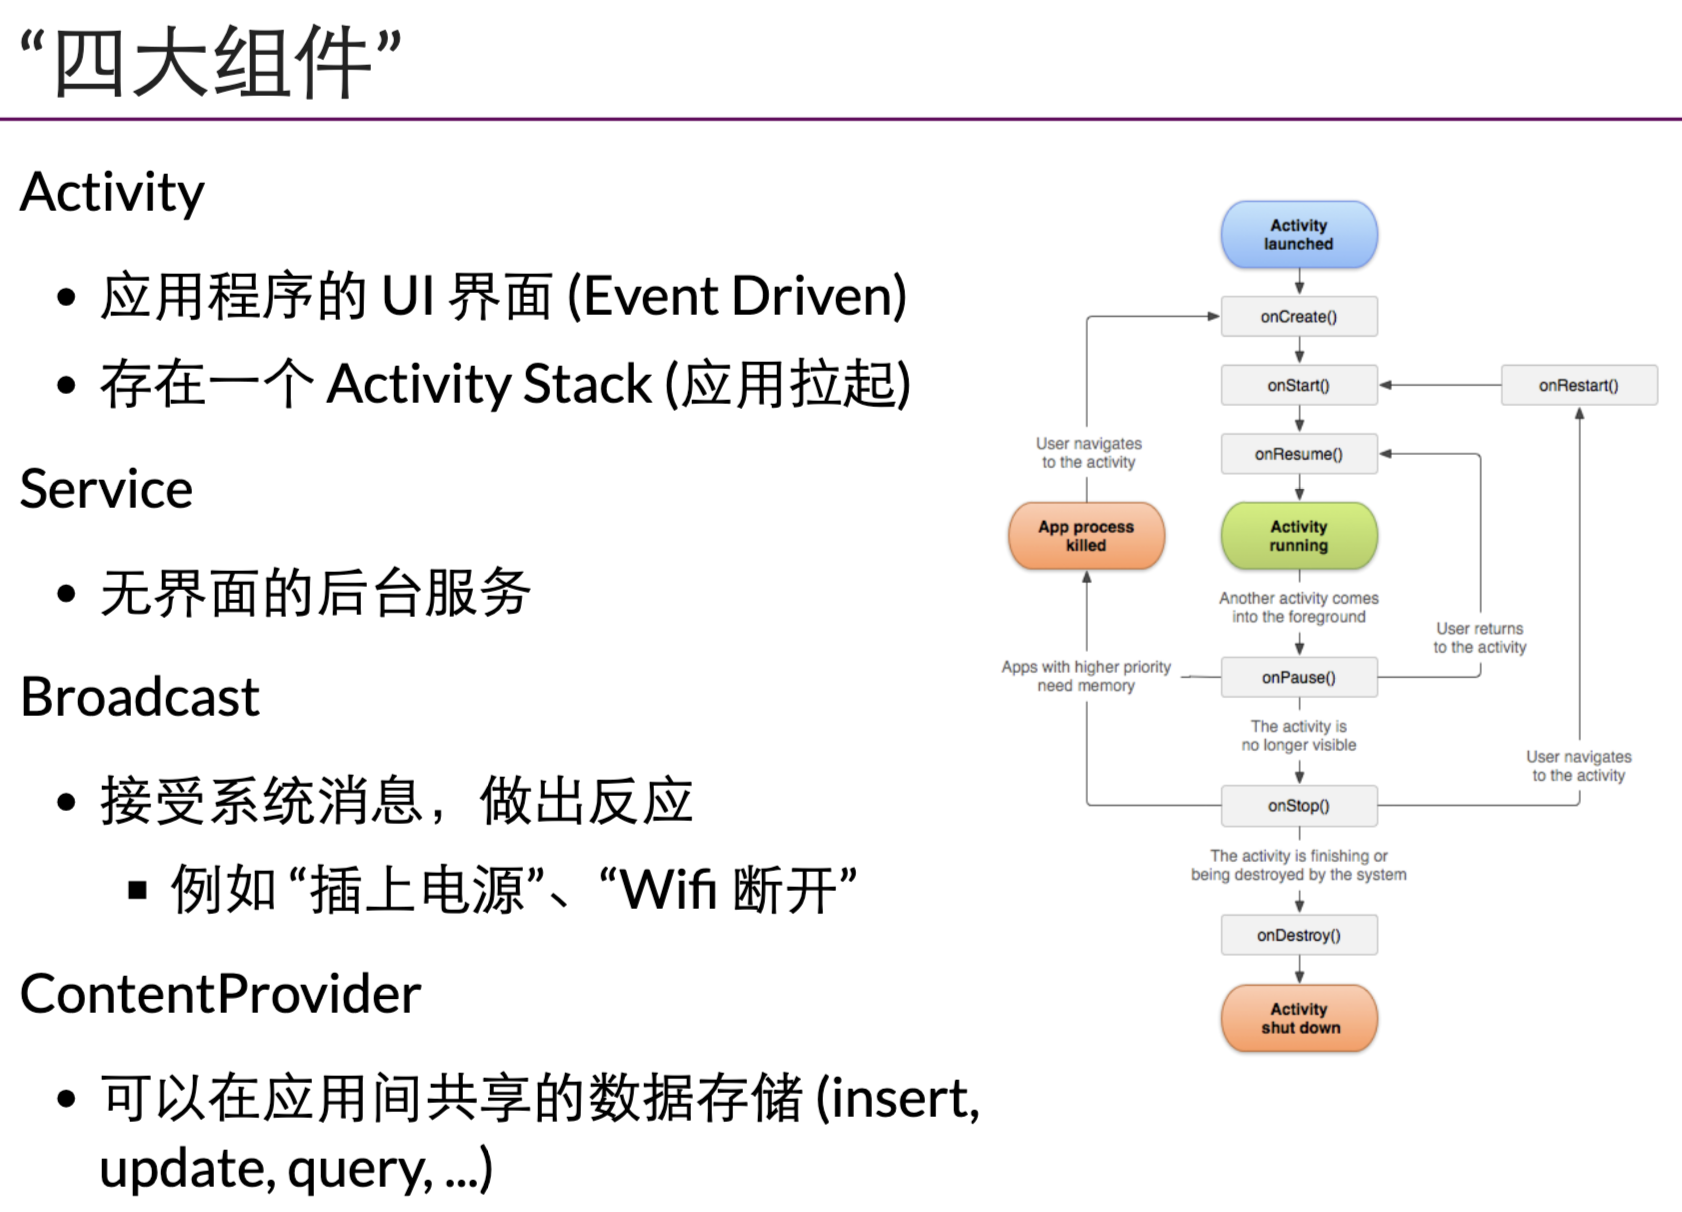 “四大组件”
Activity
• 应用程序的 UI 界面 (Event Driven)
• 存在一个 Activity Stack (应用拉起)
Service
• 无界面的后台服务
Broadcast
• 接受系统消息，做出反应
▪ 例如 “插上电源”、“Wifi 断开”
ContentProvider
• 可以在应用间共享的数据存储 (insert,
update, query, ...)
Activity
launched
onCreate()
onStart()
onRestart()
onResume()
User navigates
to the activity
App process
killed
Activity
running
Another activity comes
into the foreground
User returns
to the activity
Apps with higher priority
need memory
onPause()
The activity is
no longer visible
User navigates
to the activity
onStop()
The activity is finishing or
being destroyed by the system
onDestroy()
Activity
shut down